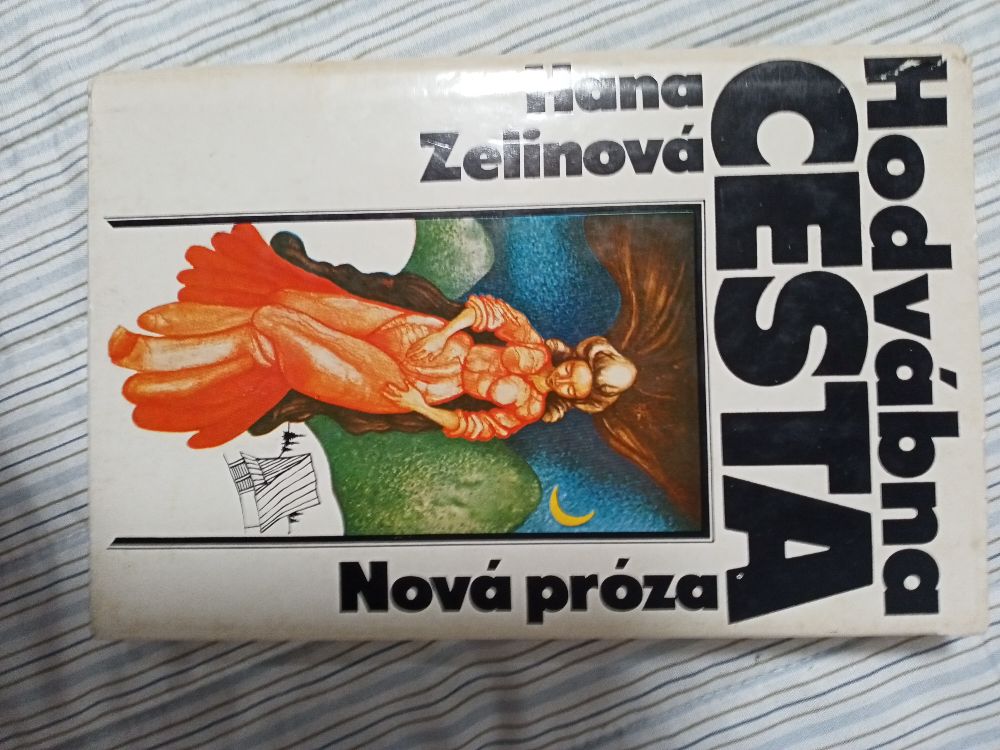 Hodvábna
CESTA
Hana
Zelinová
Nová próza